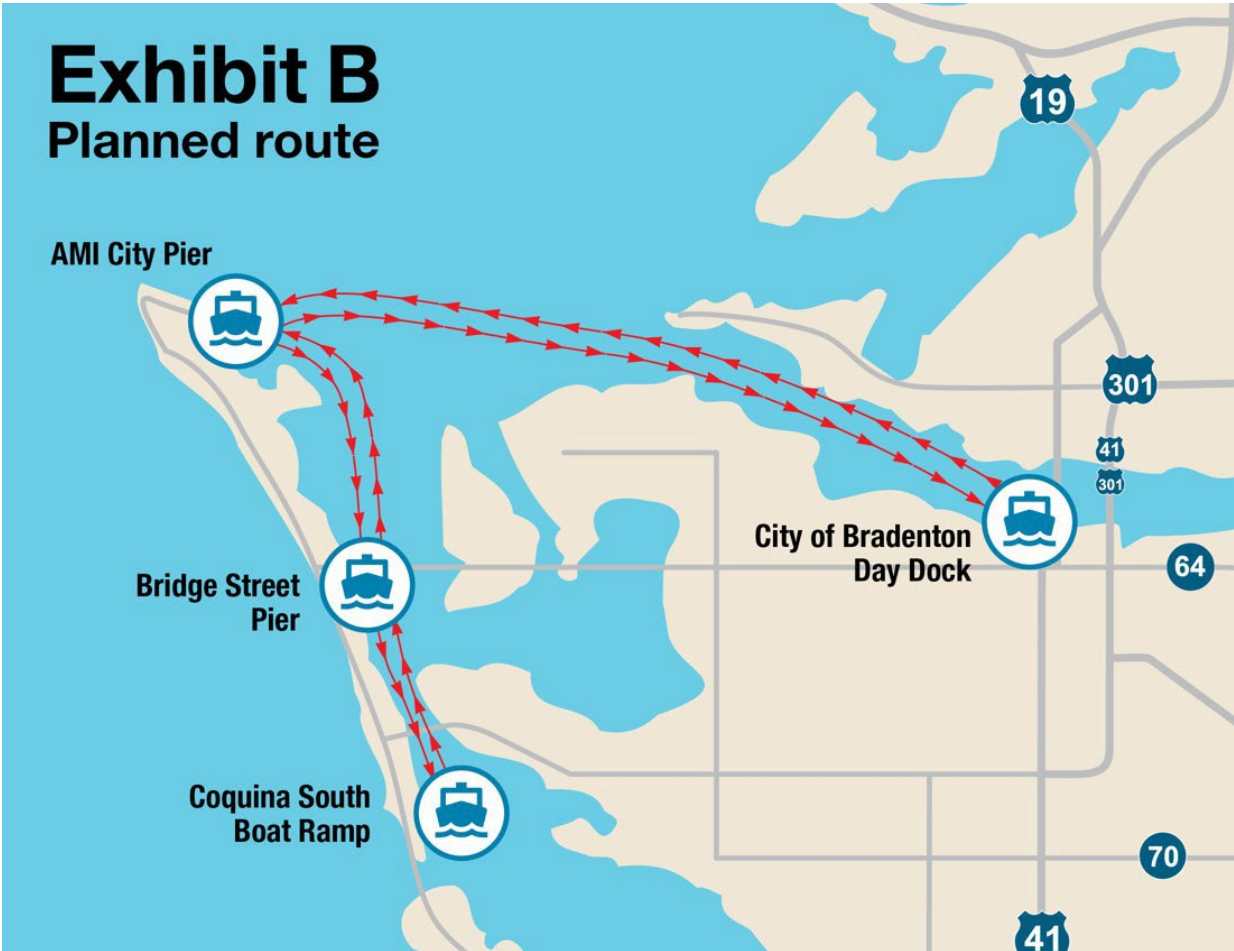 Exhibit B
Planned route
19
AMI City Pier
301
41
301
City of Bradenton
Day Dock
64
Bridge Street
Pier
Coquina South
Boat Ramp
70
41